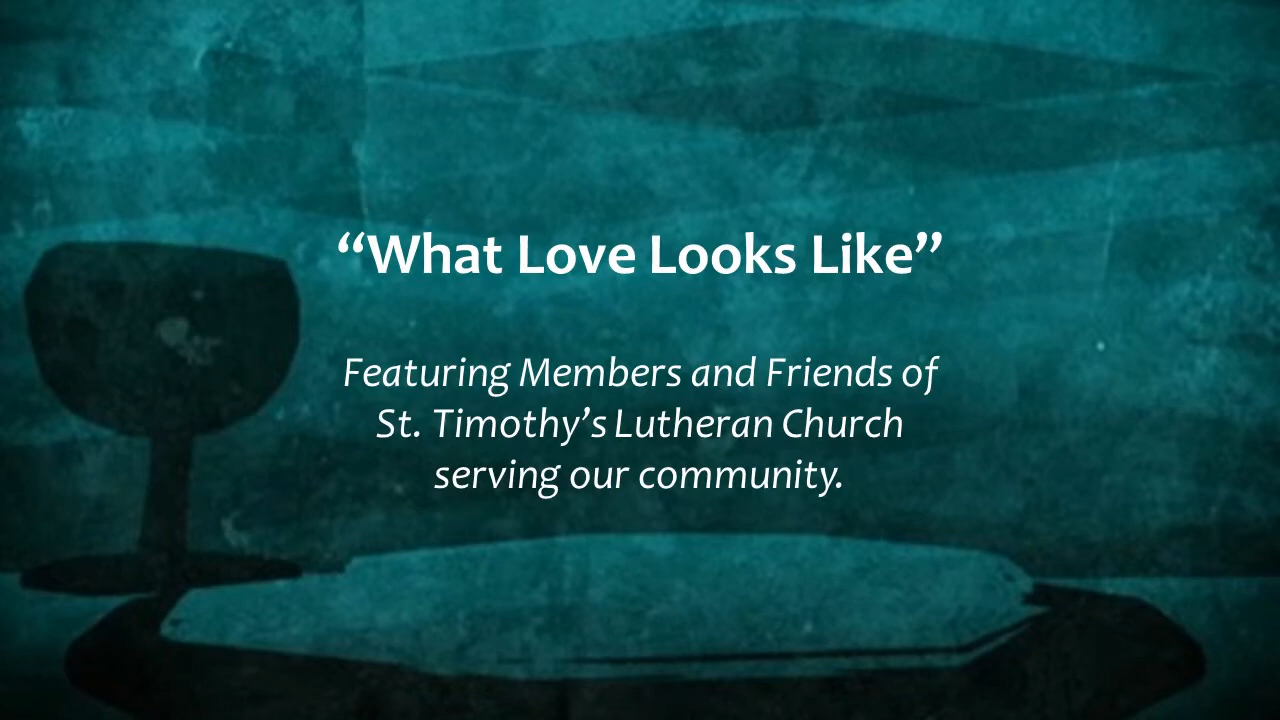 “What Love Looks Like”
Featuring Members and Friends of
St. Timothy’s Lutheran Church
serving our community.